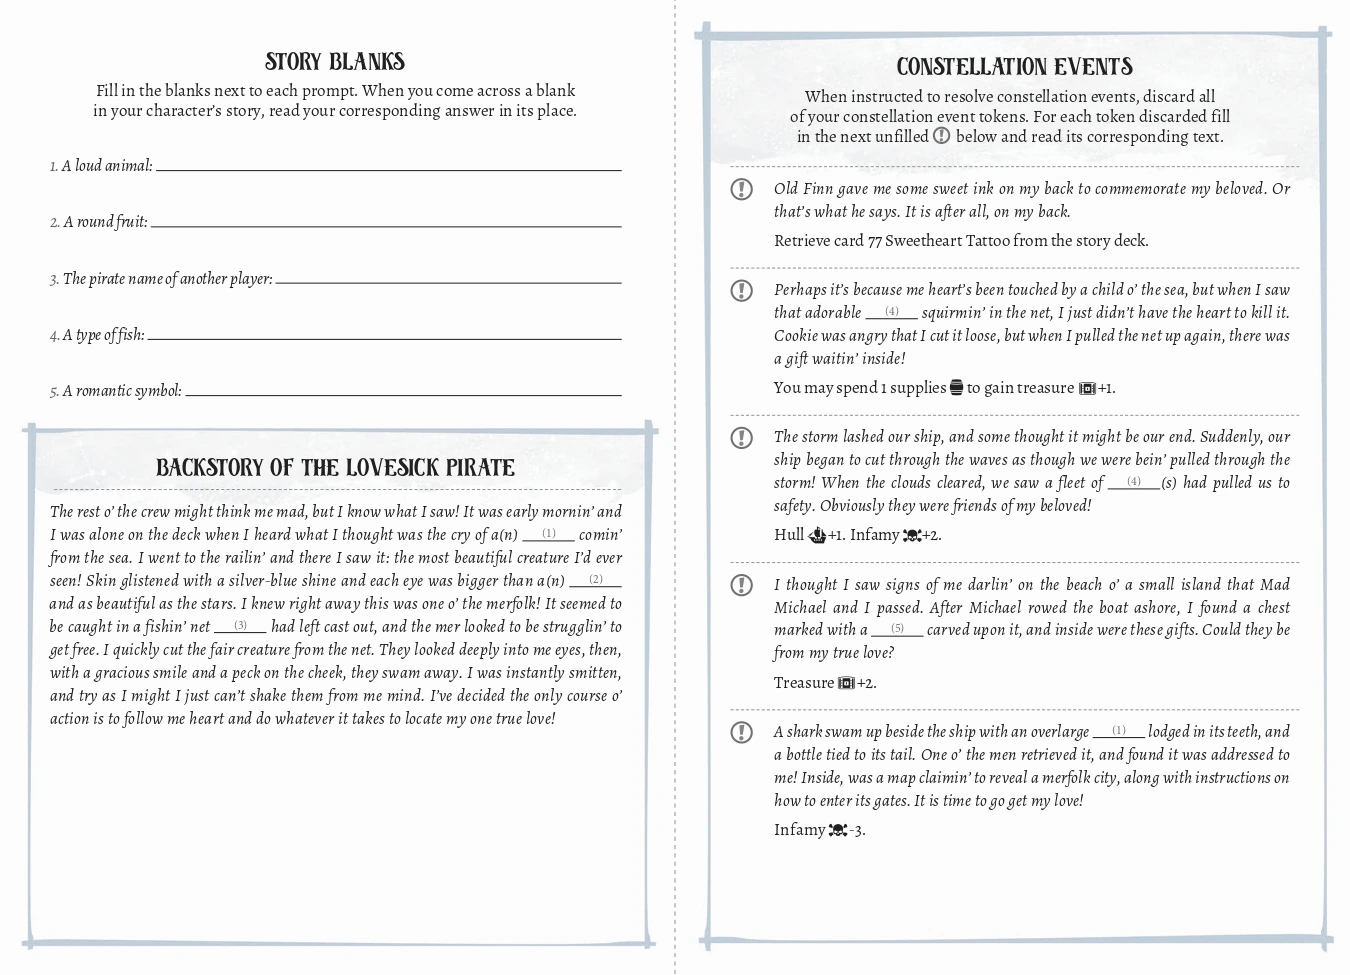 STORY BLANKS
Fill in the blanks next to each prompt. When you come across a blank
in your character's story, read your corresponding answer in its place.
1. A loud animal:
2. A round fruit:
3. The pirate name of another player:
4. A type of fish:
5. A romantic symbol:
BACKSTORY OF THE LOVESICK PIRATE
The rest o' the crew might think me mad, but I know what I saw! It was early mornin' and
I was alone on the deck when I heard what I thought was the cry of a(n) (1) comin'
from the sea. I went to the railin' and there I saw it: the most beautiful creature I'd ever
seen! Skin glistened with a silver-blue shine and each eye was bigger than a(n) (2)
and as beautiful as the stars. I knew right away this was one o' the merfolk! It seemed to
be caught in a fishin' net (3) had left cast out, and the mer looked to be strugglin' to
get free. I quickly cut the fair creature from the net. They looked deeply into me eyes, then,
with a gracious smile and a peck on the cheek, they swam away. I was instantly smitten,
and try as I might I just can't shake them from me mind. I've decided the only course o'
action is to follow me heart and do whatever it takes to locate my one true love!
CONSTELLATION EVENTS
When instructed to resolve constellation events, discard all
of your constellation event tokens. For each token discarded fill
in the next unfilled ! below and read its corresponding text.
! Old Finn gave me some sweet ink on my back to commemorate my beloved. Or
that's what he says. It is after all, on my back.
Retrieve card 77 Sweetheart Tattoo from the story deck.
! Perhaps it's because me heart's been touched by a child o' the sea, but when I saw
that adorable (4) squirmin' in the net, I just didn't have the heart to kill it.
Cookie was angry that I cut it loose, but when I pulled the net up again, there was
a gift waitin' inside!
You may spend 1 supplies to gain treasure +1.
! The storm lashed our ship, and some thought it might be our end. Suddenly, our
ship began to cut through the waves as though we were bein' pulled through the
storm! When the clouds cleared, we saw a fleet of (4) (s) had pulled us to
safety. Obviously they were friends of my beloved!
Hull +1. Infamy +2.
! I thought I saw signs of me darlin' on the beach o' a small island that Mad
Michael and I passed. After Michael rowed the boat ashore, I found a chest
marked with a (5) carved upon it, and inside were these gifts. Could they be
from my true love?
Treasure +2.
! A shark swam up beside the ship with an overlarge (1) lodged in its teeth, and
a bottle tied to its tail. One o' the men retrieved it, and found it was addressed to
me! Inside, was a map claimin' to reveal a merfolk city, along with instructions on
how to enter its gates. It is time to go get my love!
Infamy -3.